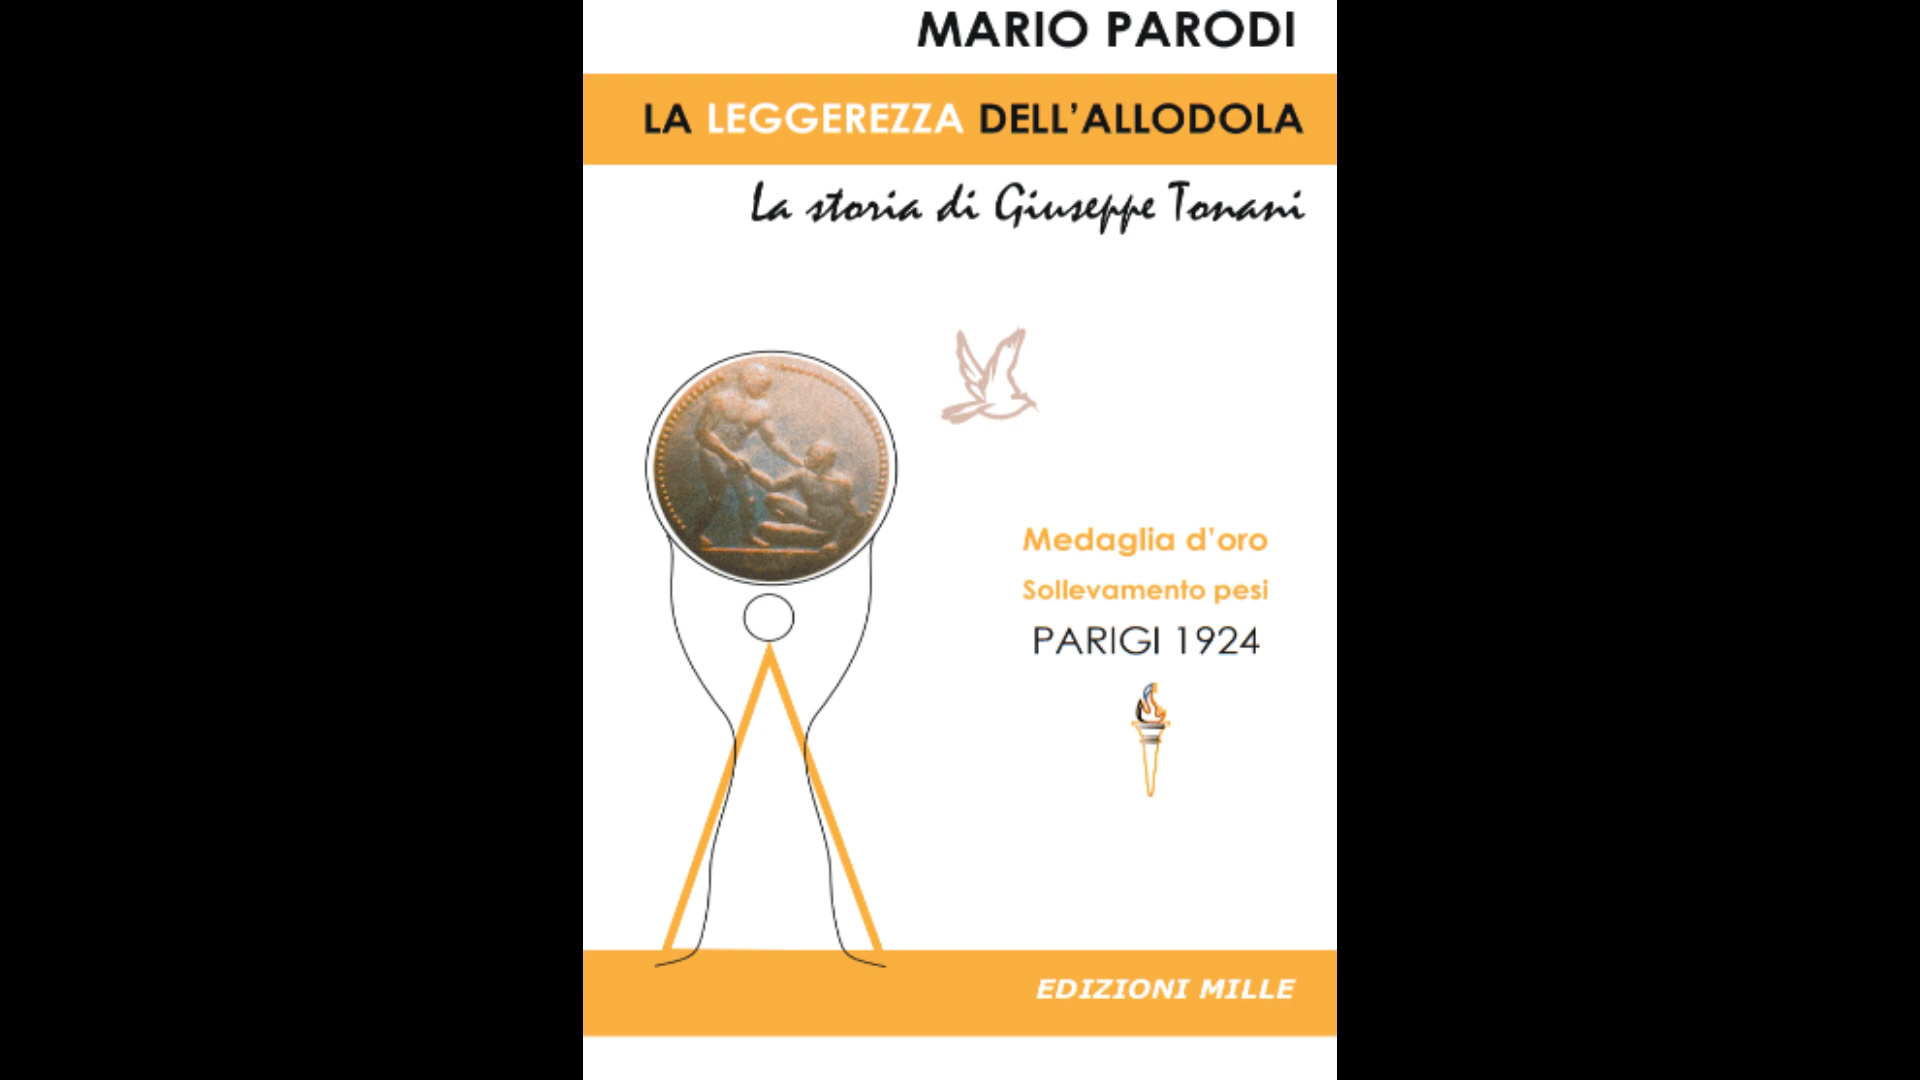 MARIO PARODI
LA LEGGEREZZA DELL'ALLODOLA
La storia di Giuseppe Tonani
Medaglia d'oro
Sollevamento pesi
PARIGI 1924
EDIZIONI MILLE